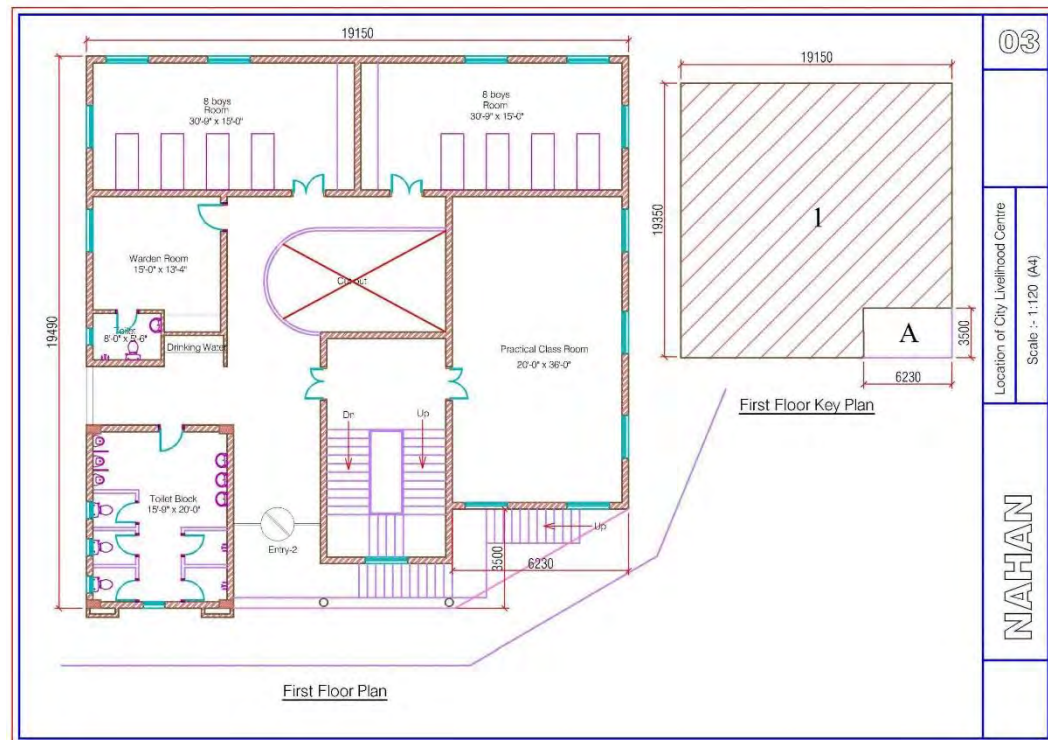 19150
03
8 boys
Room
30'-9" x 15'-0"
8 boys
Room
30'-9" x 15'-0"
19150
19490
19350
1
A
3500
6230
First Floor Key Plan
Location of City Livelihood Centre
Scale :- 1:120 (A4)
NAHAN
Warden Room
15'-0" x 13'-4"
Cutout
Toilet
8'-0" x 5'-6"
Drinking Water
Practical Class Room
20'-0" x 36'-0"
Dn
Up
Toilet Block
15'-9" x 20'-0"
Entry-2
Up
3500
6230
First Floor Plan